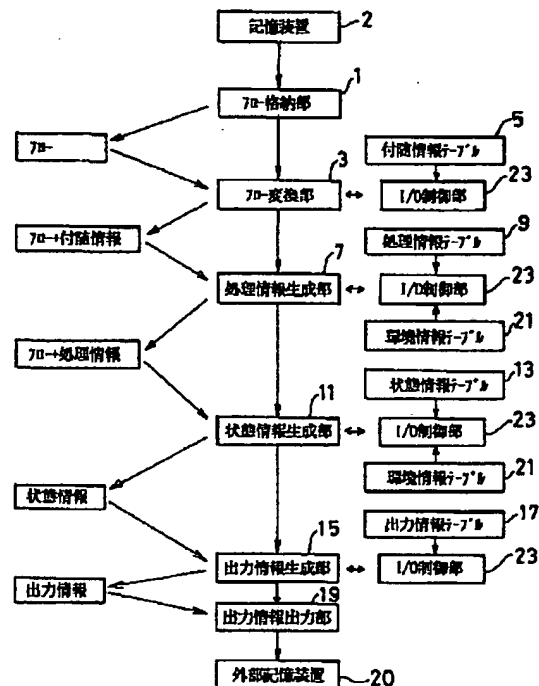 記憶装置
2
1
フロー格納部
5
フロー
付随情報テーブル
3
23
フロー変換部
I/O制御部
フロー+付随情報
処理情報テーブル
9
7
23
処理情報生成部
I/O制御部
環境情報テーブル
21
フロー+処理情報
状態情報テーブル
13
11
23
状態情報生成部
I/O制御部
環境情報テーブル
21
状態情報
出力情報テーブル
17
15
23
出力情報生成部
I/O制御部
出力情報
19
出力情報出力部
外部記憶装置
20